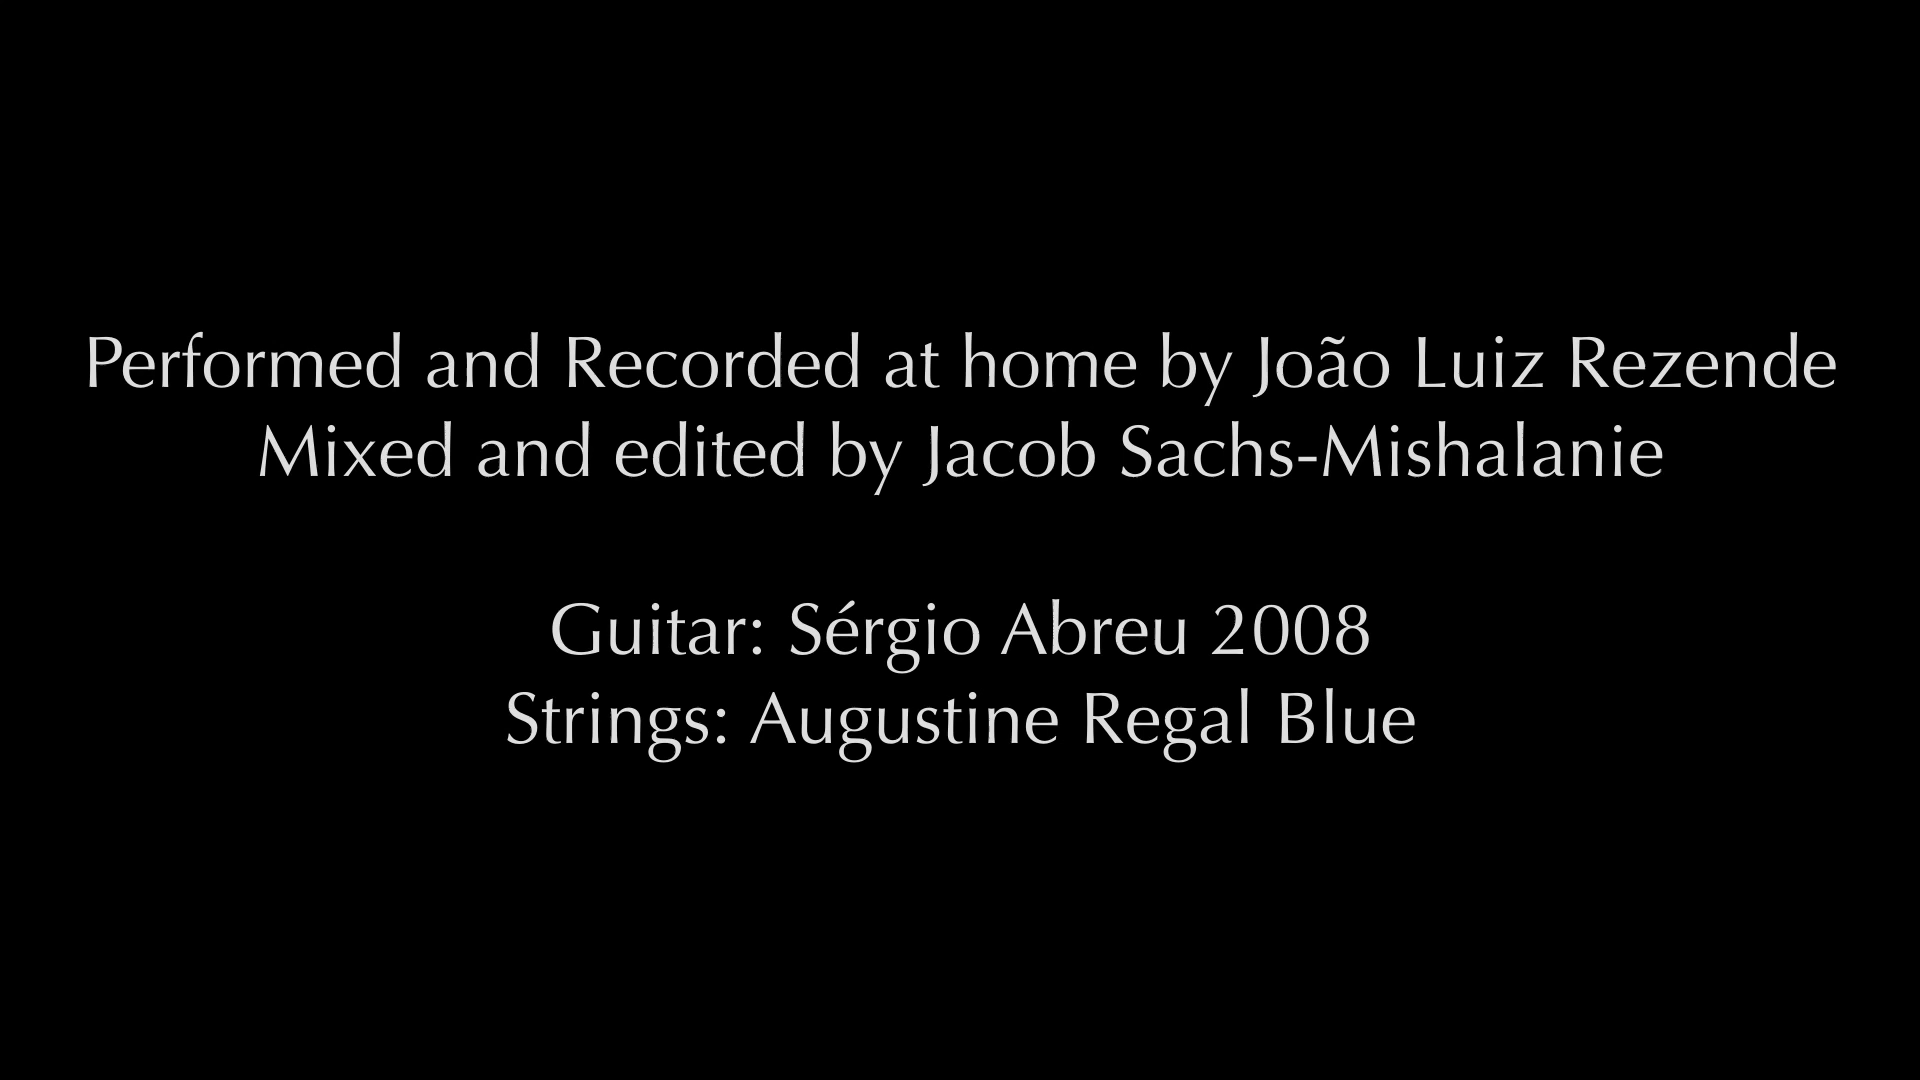 Performed and Recorded at home by João Luiz Rezende
Mixed and edited by Jacob Sachs-Mishalanie
Guitar: Sérgio Abreu 2008
Strings: Augustine Regal Blue